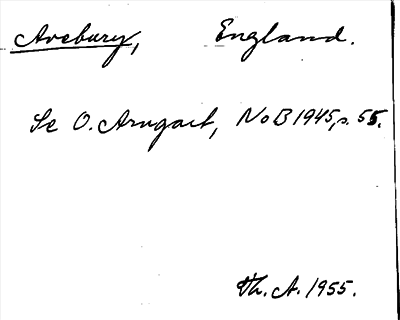 Avebury, England.
Se O. Arngart, NoB 1945, s. 55.
Th. A. 1955.